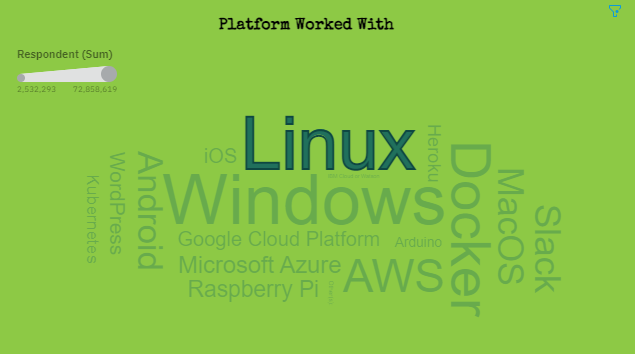 Platform Worked With
Respondent (Sum)
2,532,293
72,858,619
Linux
iOS
Heroku
Windows
Docker
MacOS
Slack
Android
WordPress
Kubernetes
Google Cloud Platform
Arduino
Microsoft Azure
AWS
Raspberry Pi